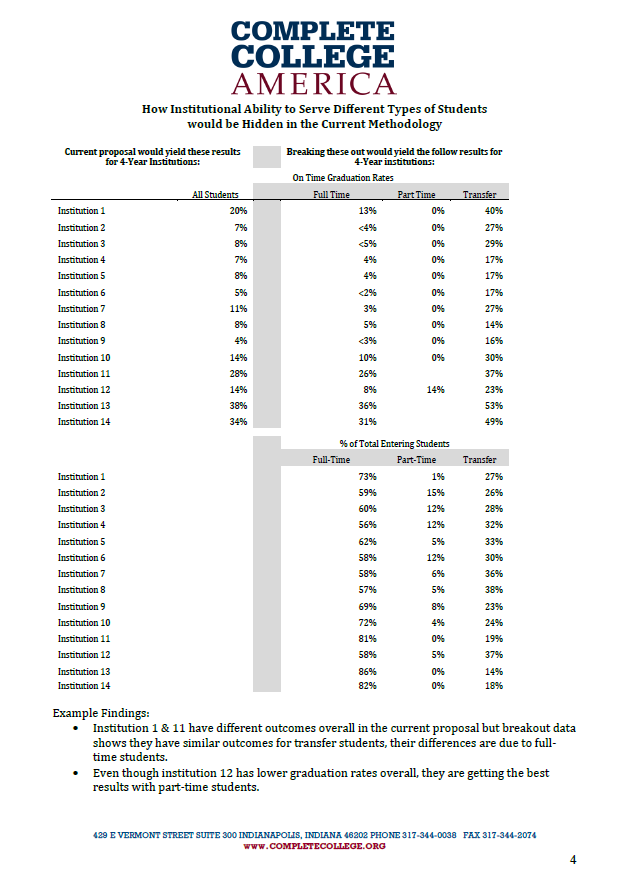 COMPLETE
COLLEGE
AMERICA
How Institutional Ability to Serve Different Types of Students
would be Hidden in the Current Methodology
Current proposal would yield these results
for 4-Year Institutions:
Breaking these out would yield the follow results for
4-Year institutions:
On Time Graduation Rates
All Students Full Time Part Time Transfer
Institution 1 20% 13% 0% 40%
Institution 2 7% <4% 0% 27%
Institution 3 8% <5% 0% 29%
Institution 4 7% 4% 0% 17%
Institution 5 8% 4% 0% 17%
Institution 6 5% <2% 0% 17%
Institution 7 11% 3% 0% 27%
Institution 8 8% 5% 0% 14%
Institution 9 4% <3% 0% 16%
Institution 10 14% 10% 0% 30%
Institution 11 28% 26% 37%
Institution 12 14% 8% 14% 23%
Institution 13 38% 36% 53%
Institution 14 34% 31% 49%
% of Total Entering Students
Full-Time Part-Time Transfer
Institution 1 73% 1% 27%
Institution 2 59% 15% 26%
Institution 3 60% 12% 28%
Institution 4 56% 12% 32%
Institution 5 62% 5% 33%
Institution 6 58% 12% 30%
Institution 7 58% 6% 36%
Institution 8 57% 5% 38%
Institution 9 69% 8% 23%
Institution 10 72% 4% 24%
Institution 11 81% 0% 19%
Institution 12 58% 5% 37%
Institution 13 86% 0% 14%
Institution 14 82% 0% 18%
Example Findings:
• Institution 1 & 11 have different outcomes overall in the current proposal but breakout data
shows they have similar outcomes for transfer students, their differences are due to full-
time students.
• Even though institution 12 has lower graduation rates overall, they are getting the best
results with part-time students.
429 E VERMONT STREET SUITE 300 INDIANAPOLIS, INDIANA 46202 PHONE 317-344-0038 FAX 317-344-2074
WWW.COMPLETECOLLEGE.ORG
4